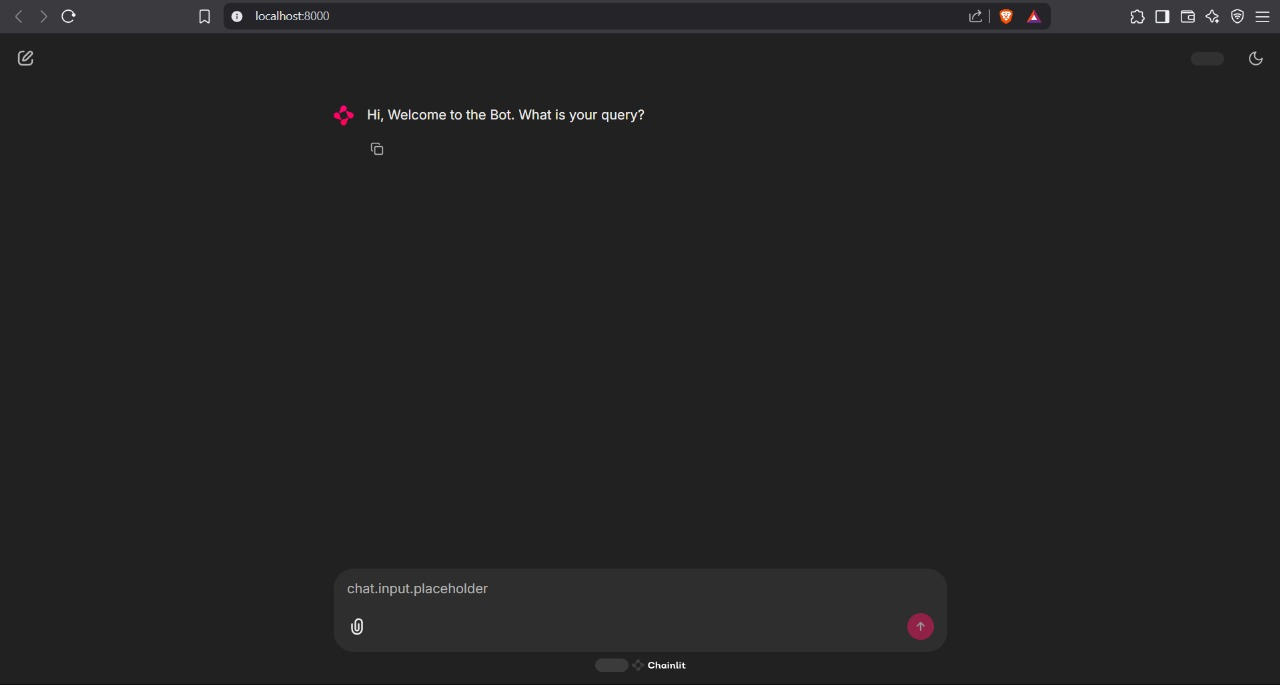 localhost:8000
Hi, Welcome to the Bot. What is your query?
chat.input.placeholder
Chainlit